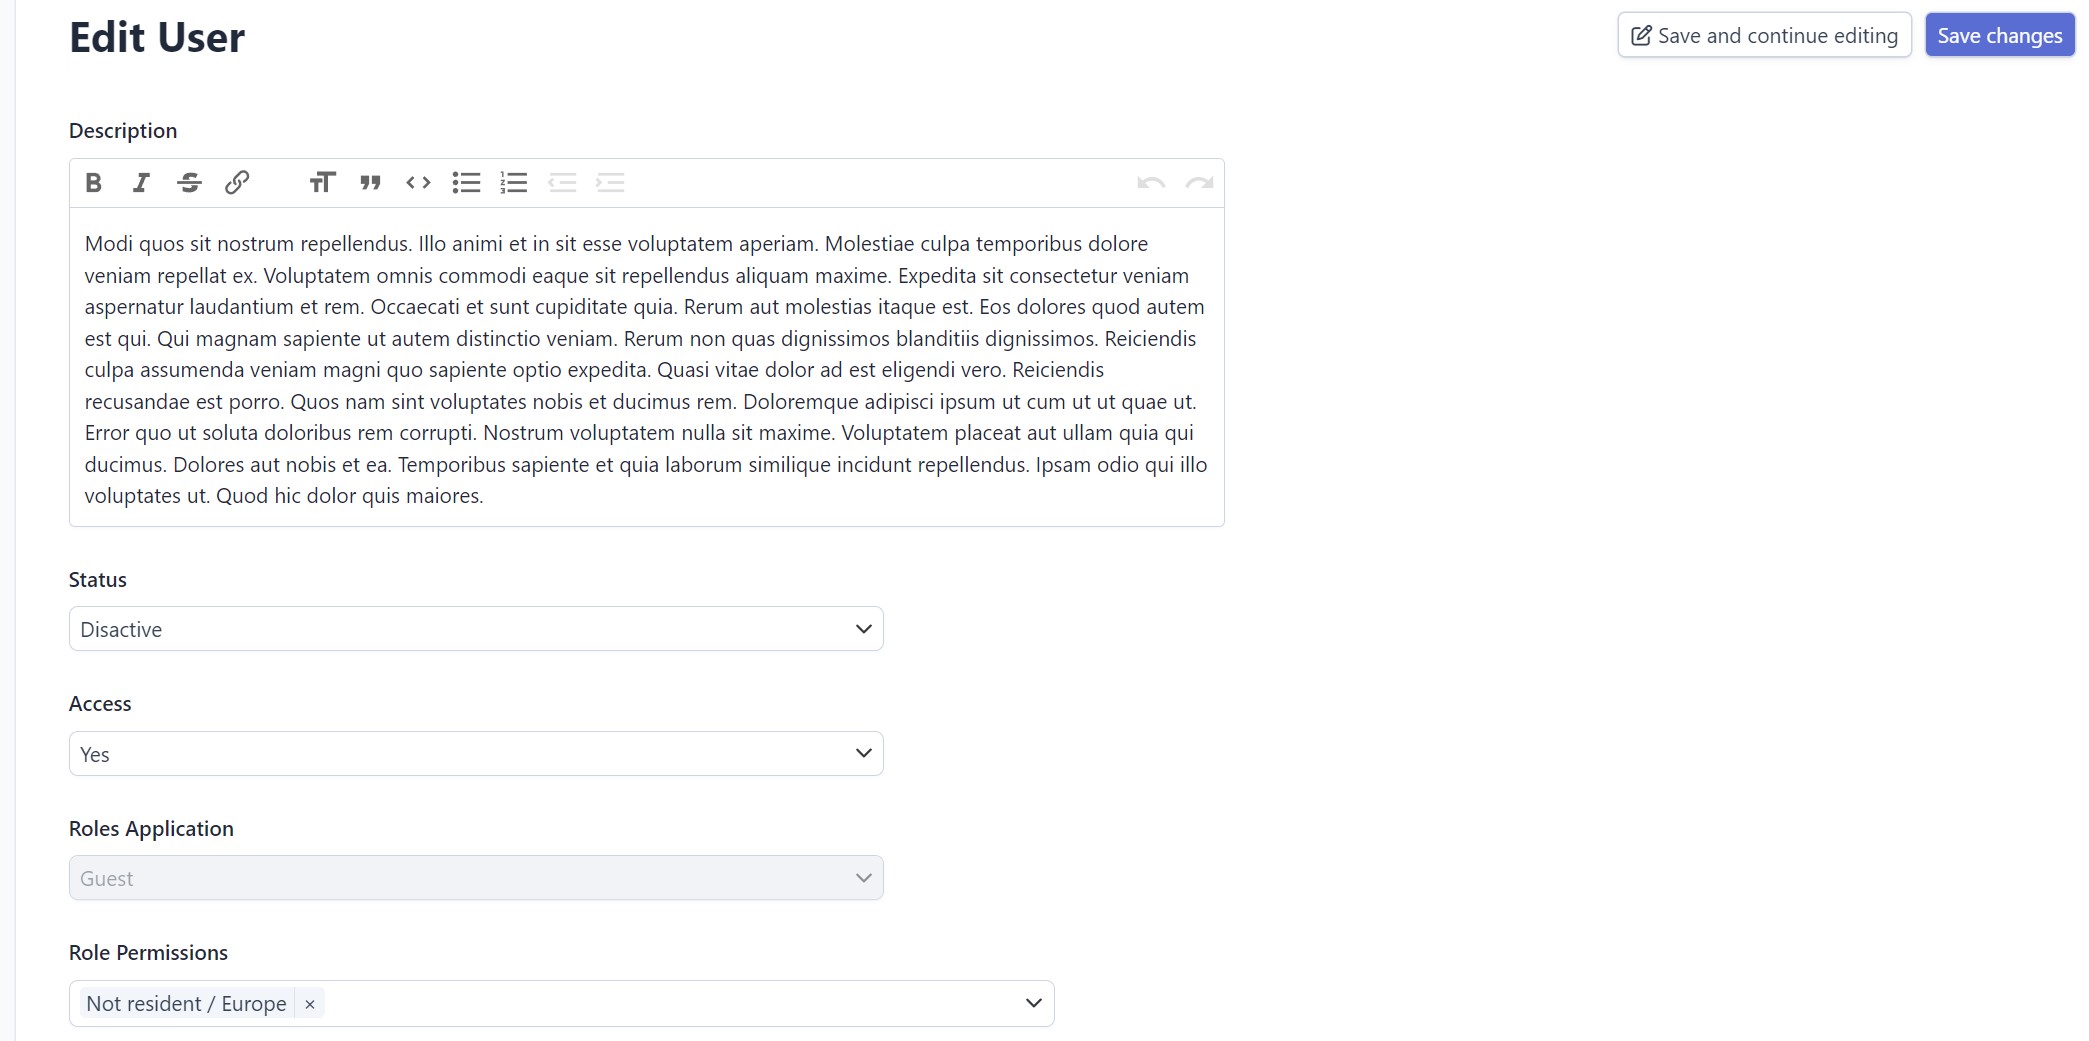 Edit User
Save and continue editing
Save changes
Description
Modi quos sit nostrum repellendus. Illo animi et in sit esse voluptatem aperiam. Molestiae culpa temporibus dolore
veniam repellat ex. Voluptatem omnis commodi eaque sit repellendus aliquam maxime. Expedita sit consectetur veniam
aspernatur laudantium et rem. Occaecati et sunt cupiditate quia. Rerum aut molestias itaque est. Eos dolores quod autem
est qui. Qui magnam sapiente ut autem distinctio veniam. Rerum non quas dignissimos blanditiis dignissimos. Reiciendis
culpa assumenda veniam magni quo sapiente optio expedita. Quasi vitae dolor ad est eligendi vero. Reiciendis
recusandae est porro. Quos nam sint voluptates nobis et ducimus rem. Doloremque adipisci ipsum ut cum ut ut quae ut.
Error quo ut soluta doloribus rem corrupti. Nostrum voluptatem nulla sit maxime. Voluptatem placeat aut ullam quia qui
ducimus. Dolores aut nobis et ea. Temporibus sapiente et quia laborum similique incidunt repellendus. Ipsam odio qui illo
voluptates ut. Quod hic dolor quis maiores.
Status
Disactive
Access
Yes
Roles Application
Guest
Role Permissions
Not resident / Europe ×